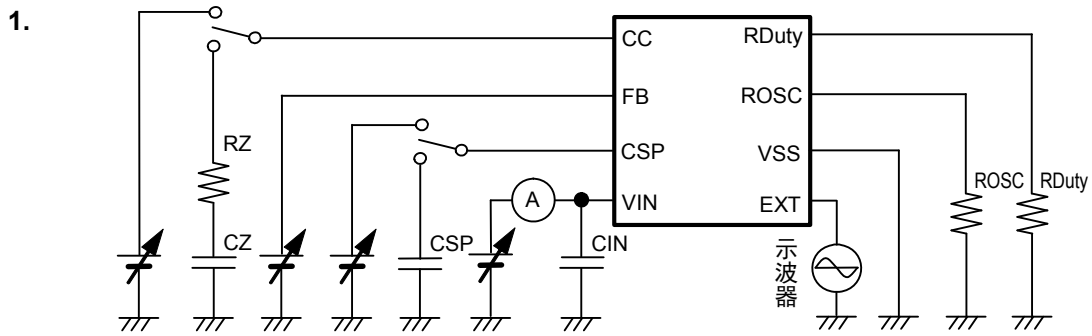 1.
CC
RDuty
FB
ROSC
RZ
CSP
VSS
ROSC
RDuty
A
VIN
EXT
CZ
CSP
CIN
示波器